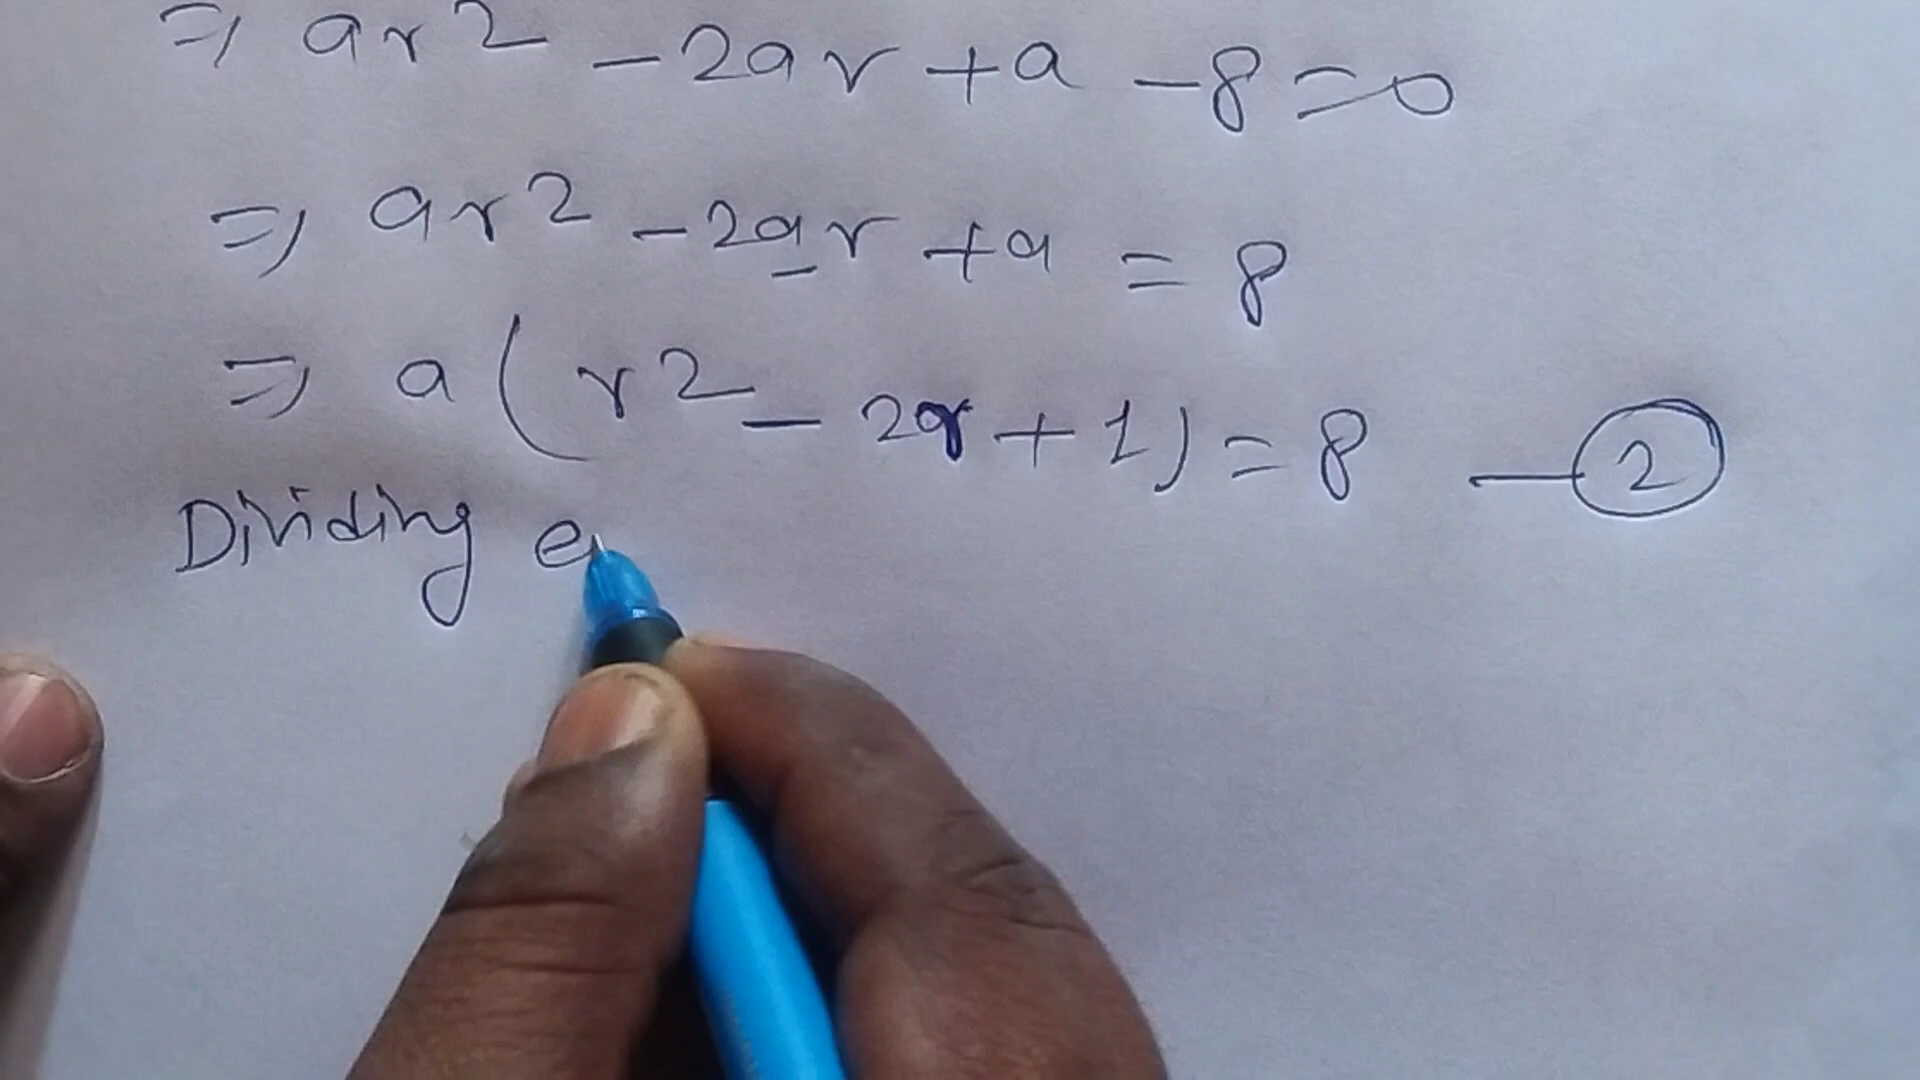 ⇒ ar² - 2ar + a - 8 = 0
⇒ ar² - 2ar + a = 8
⇒ a(r² - 2r + 1) = 8 — ②
Dividing e